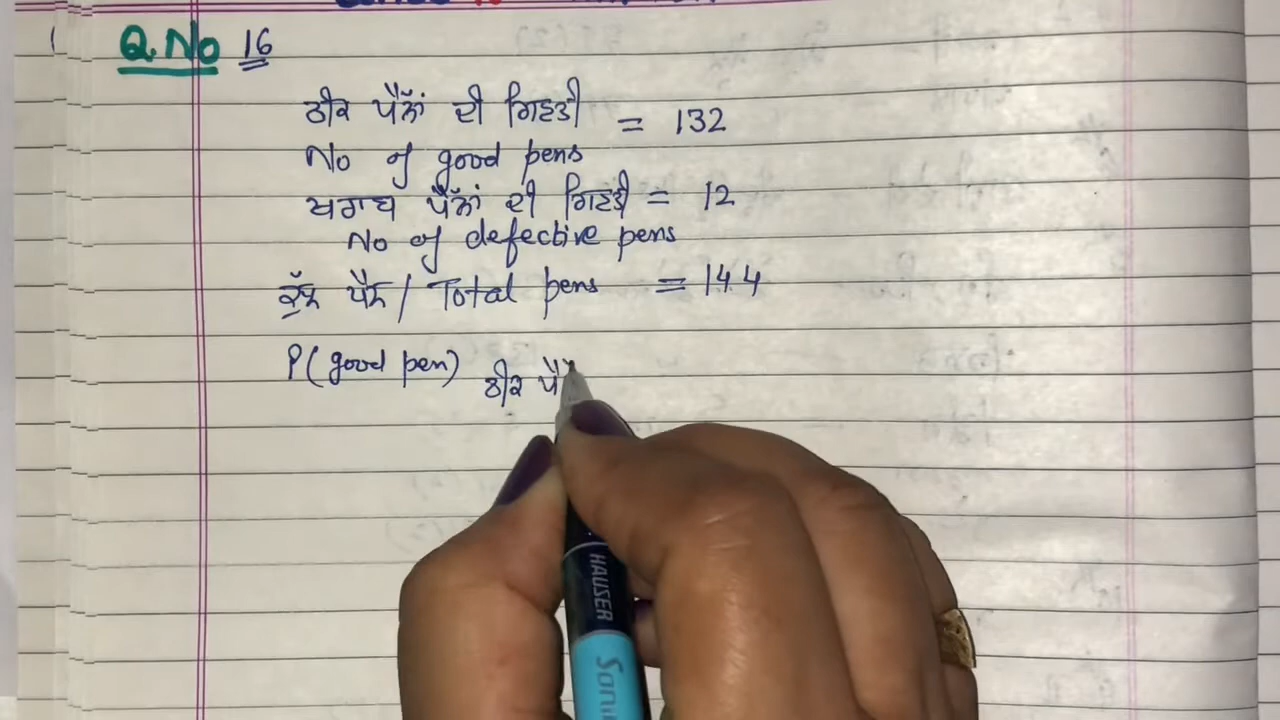 Q.No 16
ਠੀਕ ਪੈੱਨਾਂ ਦੀ ਗਿਣਤੀ = 132
No of good pens
ਖਰਾਬ ਪੈੱਨਾਂ ਦੀ ਗਿਣਤੀ = 12
No of defective pens
ਕੁੱਲ ਪੈੱਨ / Total pens = 144
P(good pen) ਠੀਕ
HAUSER